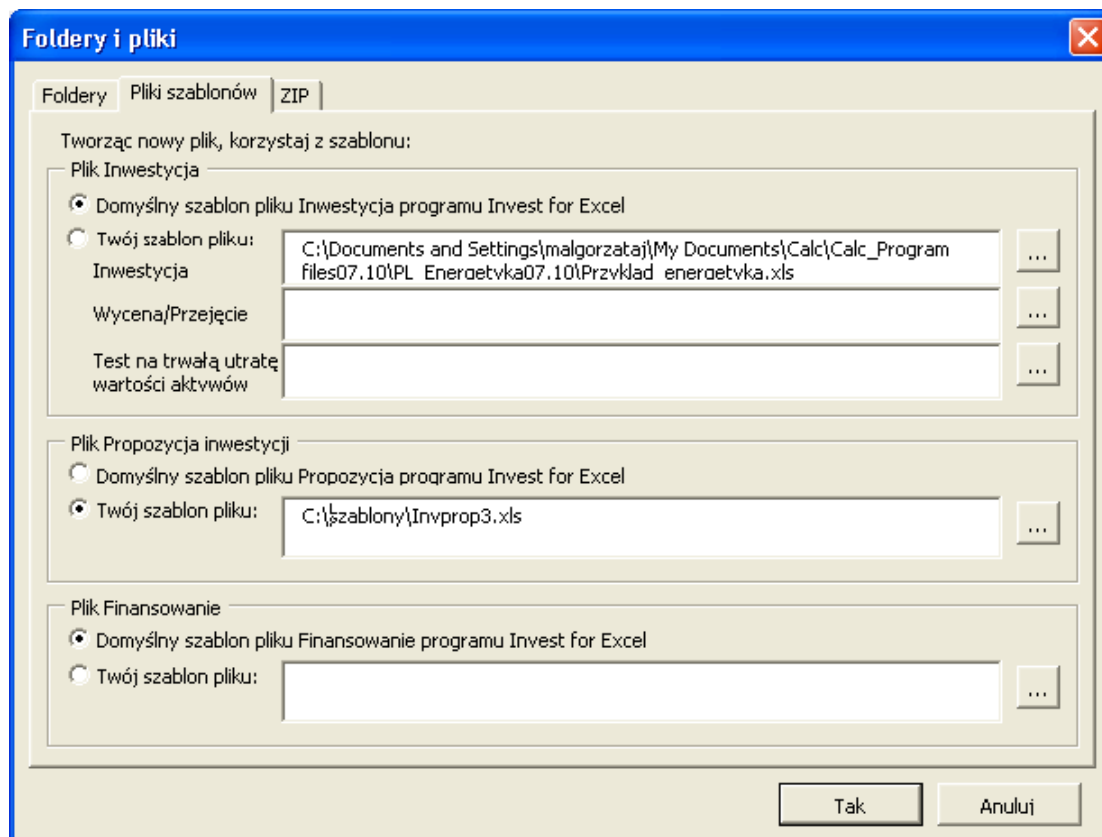 Foldery i pliki
Foldery
Pliki szablonów
ZIP
Tworząc nowy plik, korzystaj z szablonu:
Plik Inwestycja
Domyślny szablon pliku Inwestycja programu Invest for Excel
Twój szablon pliku:
Inwestycja
C:\Documents and Settings\malgorzataj\My Documents\Calc\Calc_Program
files07.10\PL_Energetyka07.10\Przyklad_energetyka.xls
...
Wycena/Przejęcie
...
Test na trwałą utratę
wartości aktywów
...
Plik Propozycja inwestycji
Domyślny szablon pliku Propozycja programu Invest for Excel
Twój szablon pliku:
C:\szablony\Invprop3.xls
...
Plik Finansowanie
Domyślny szablon pliku Finansowanie programu Invest for Excel
Twój szablon pliku:
...
Tak
Anuluj